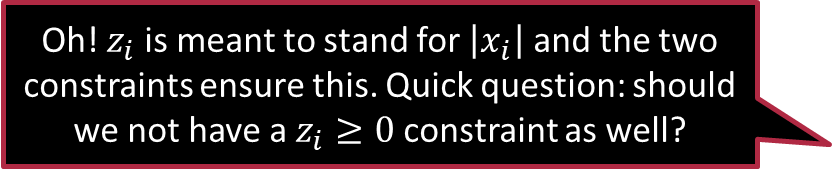 Oh! 𝑧ᵢ is meant to stand for |𝑥ᵢ| and the two
constraints ensure this. Quick question: should
we not have a 𝑧ᵢ ≥ 0 constraint as well?